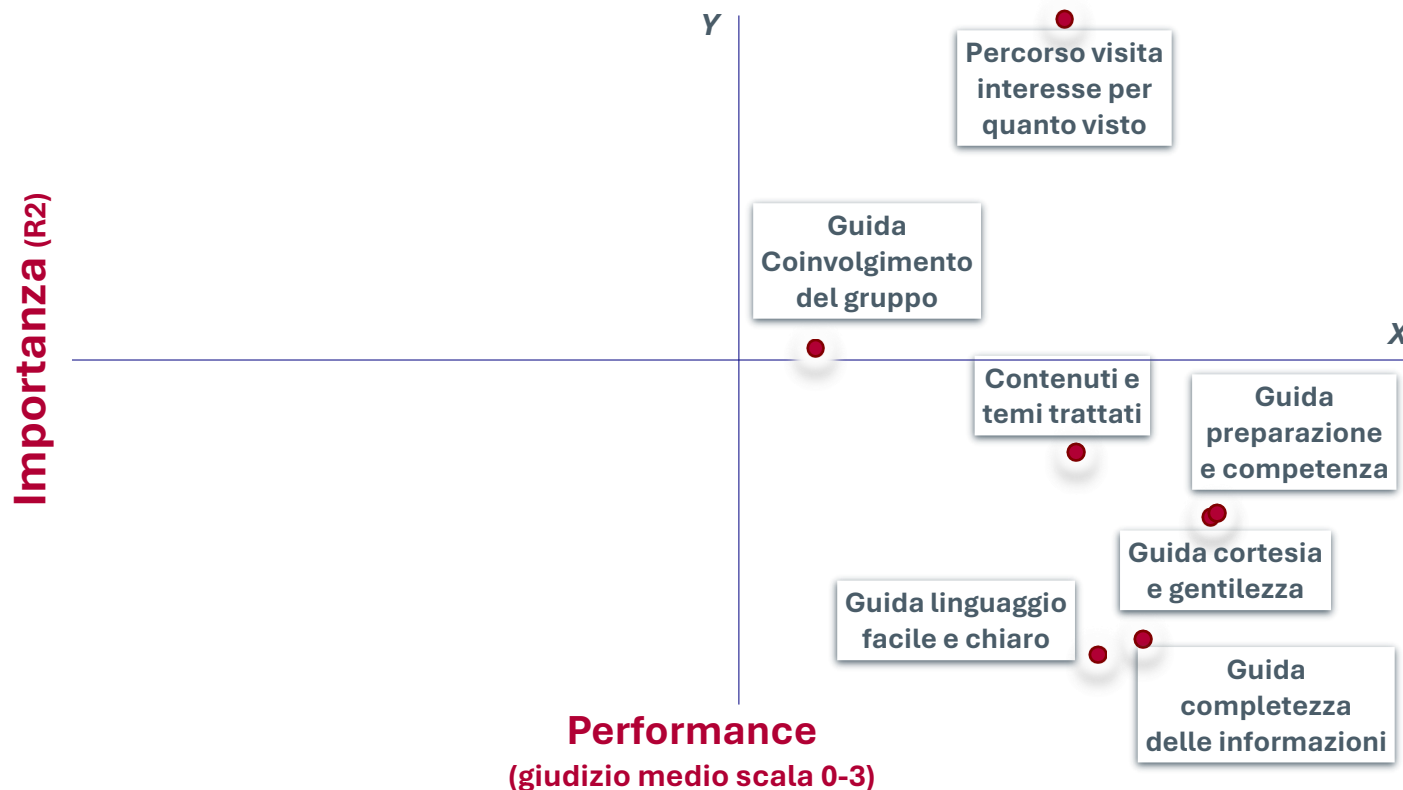 Y
Percorso visita
interesse per
quanto visto
Importanza (R2)
Guida
Coinvolgimento
del gruppo
X
Contenuti e
temi trattati
Guida
preparazione
e competenza
Guida cortesia
e gentilezza
Guida linguaggio
facile e chiaro
Guida
completezza
delle informazioni
Performance
(giudizio medio scala 0-3)